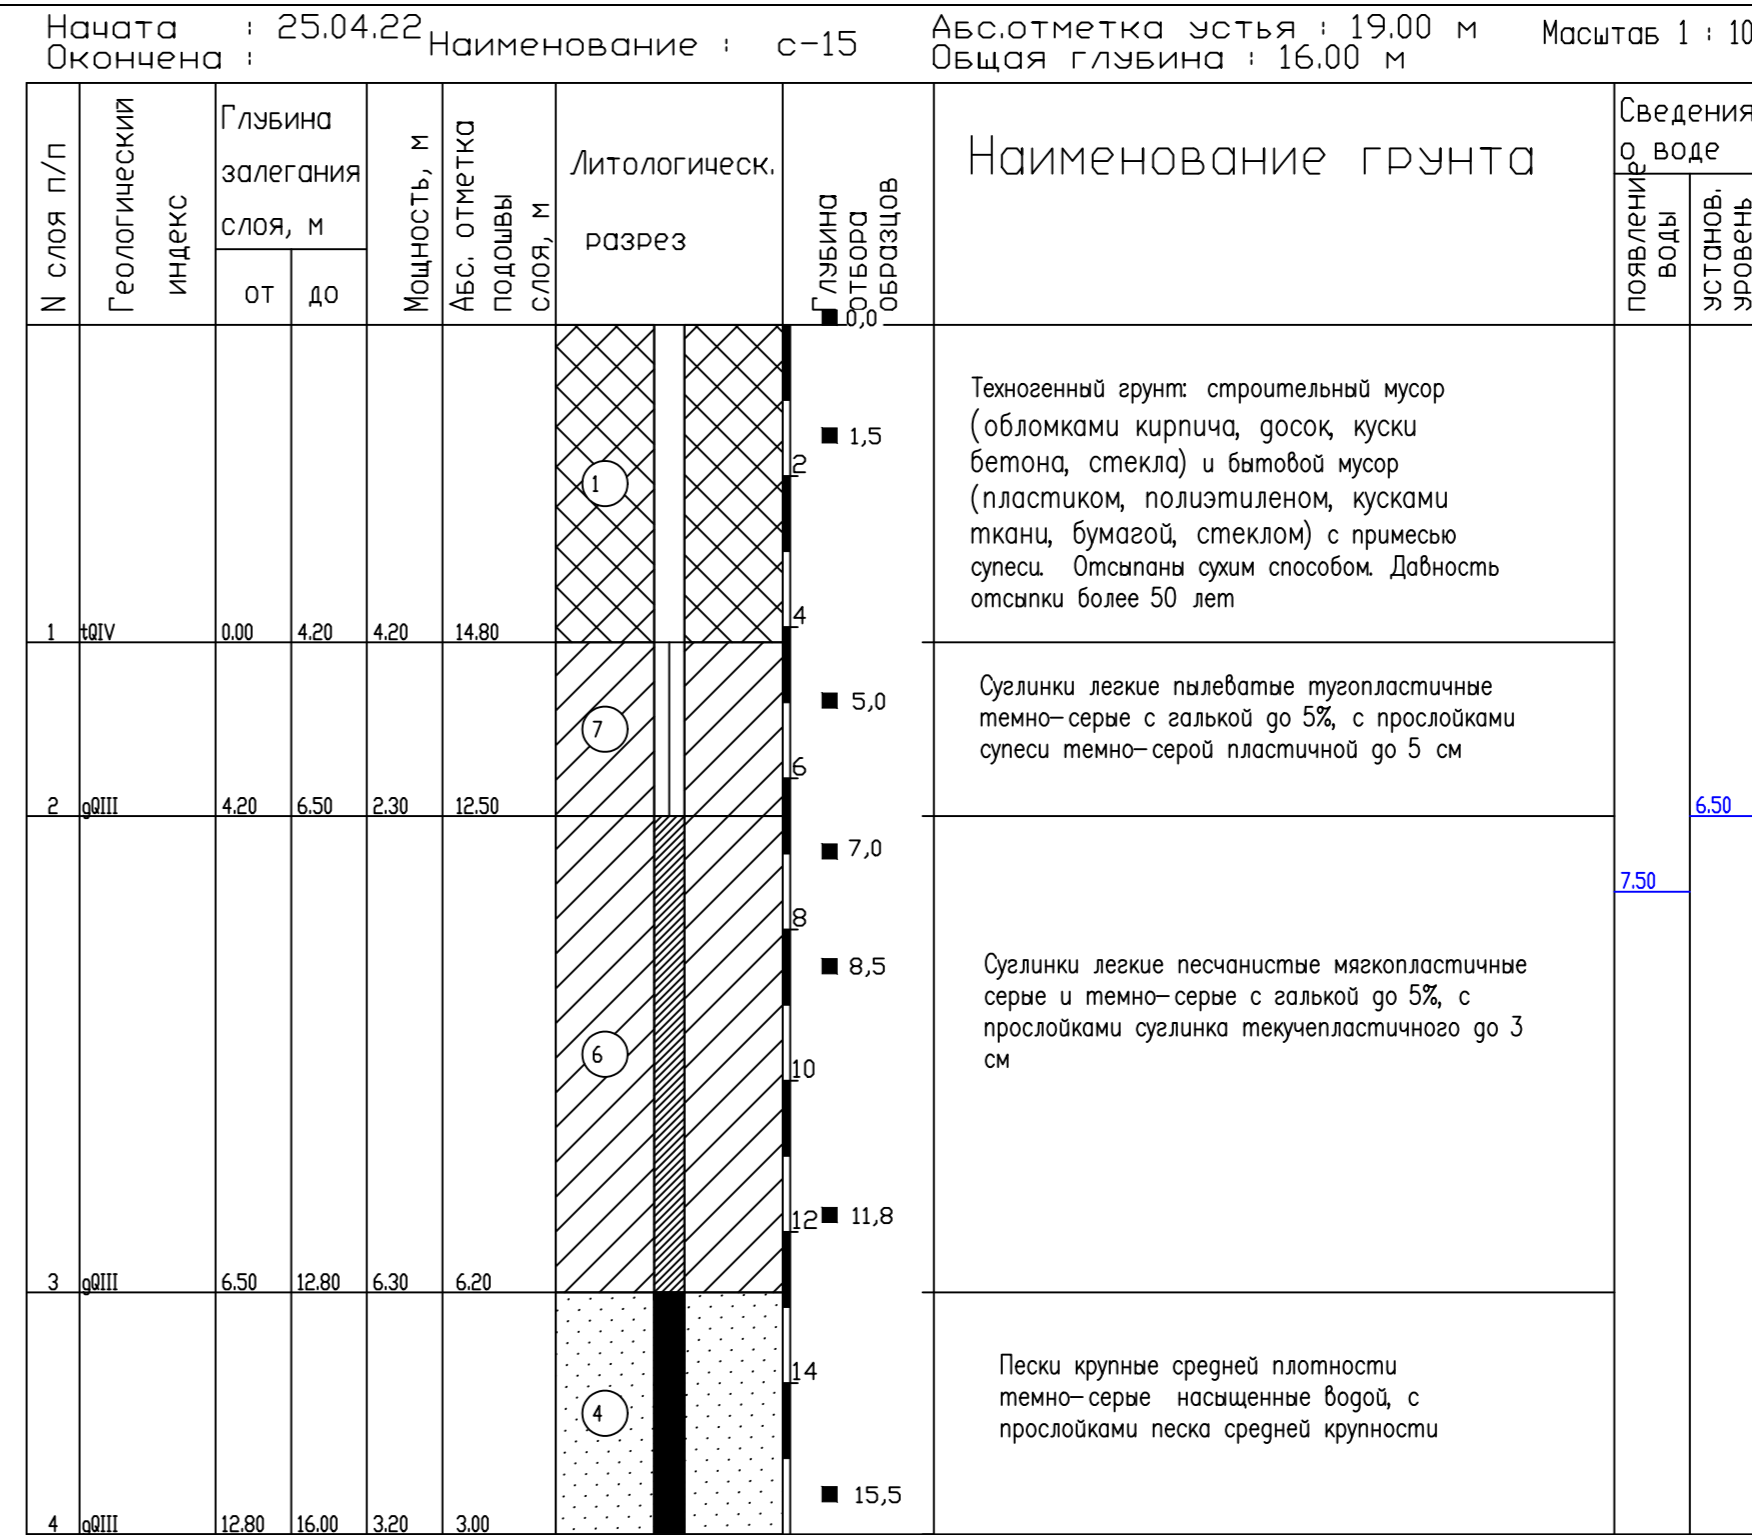 Начата : 25.04.22
Окончена :
Наименование : с-15
Абс.отметка устья : 19.00 м
Общая глубина : 16.00 м
Масштаб 1 : 10
N слоя п/п
Геологический
индекс
Глубина
залегания
слоя, м
от
до
Мощность, м
Абс. отметка
подошвы
слоя, м
Литологическ.
разрез
Глубина
отбора
образцов
Наименование грунта
Сведения
о воде
появление
воды
установ.
уровень
0,0
Техногенный грунт: строительный мусор
(обломками кирпича, досок, куски
бетона, стекла) и бытовой мусор
(пластиком, полиэтиленом, кусками
ткани, бумагой, стеклом) с примесью
супеси. Отсыпаны сухим способом. Давность
отсыпки более 50 лет
1,5
2
1
4
1 tQIV 0.00 4.20 4.20 14.80
Суглинки легкие пылеватые тугопластичные
темно-серые с галькой до 5%, с прослойками
супеси темно-серой пластичной до 5 см
5,0
7
6
2 gQIII 4.20 6.50 2.30 12.50
6.50
7,0
7.50
8
8,5
Суглинки легкие песчанистые мягкопластичные
серые и темно-серые с галькой до 5%, с
прослойками суглинка текучепластичного до 3
см
6
10
12
11,8
3 gQIII 6.50 12.80 6.30 6.20
14
Пески крупные средней плотности
темно-серые насыщенные водой, с
прослойками песка средней крупности
4
15,5
4 gQIII 12.80 16.00 3.20 3.00